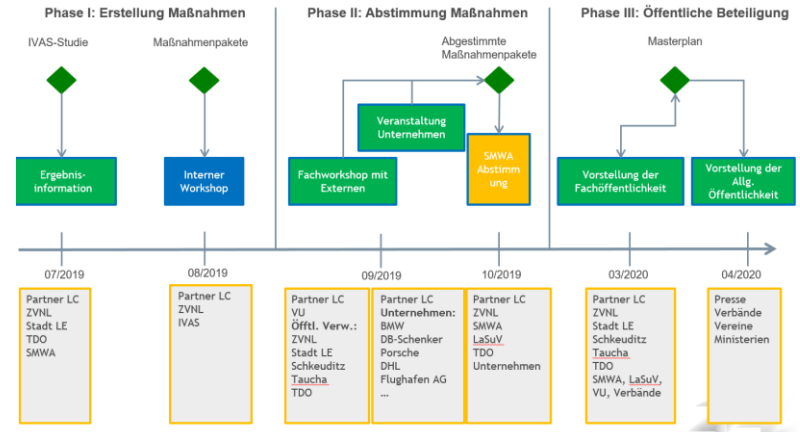 Phase I: Erstellung Maßnahmen
Phase II: Abstimmung Maßnahmen
Phase III: Öffentliche Beteiligung
IVAS-Studie
Maßnahmenpakete
Abgestimmte
Maßnahmenpakete
Masterplan
Veranstaltung
Unternehmen
Ergebnis-
information
Interner
Workshop
Fachworkshop mit
Externen
SMWA
Abstimm
ung
Vorstellung der
Fachöffentlichkeit
Vorstellung der
Allg.
Öffentlichkeit
07/2019
08/2019
09/2019
10/2019
03/2020
04/2020
Partner LC
ZVNL
Stadt LE
TDO
SMWA
Partner LC
ZVNL
IVAS
Partner LC
VU
Öfftl. Verw.:
ZVNL
Stadt LE
Schkeuditz
Taucha
TDO
Partner LC
Unternehmen:
BMW
DB-Schenker
Porsche
DHL
Flughafen AG
...
Partner LC
ZVNL
SMWA
LaSuV
TDO
Unternehmen
Partner LC
ZVNL
Stadt LE
Schkeuditz
Taucha
TDO
SMWA, LaSuV,
VU, Verbände
Presse
Verbände
Vereine
Ministerien